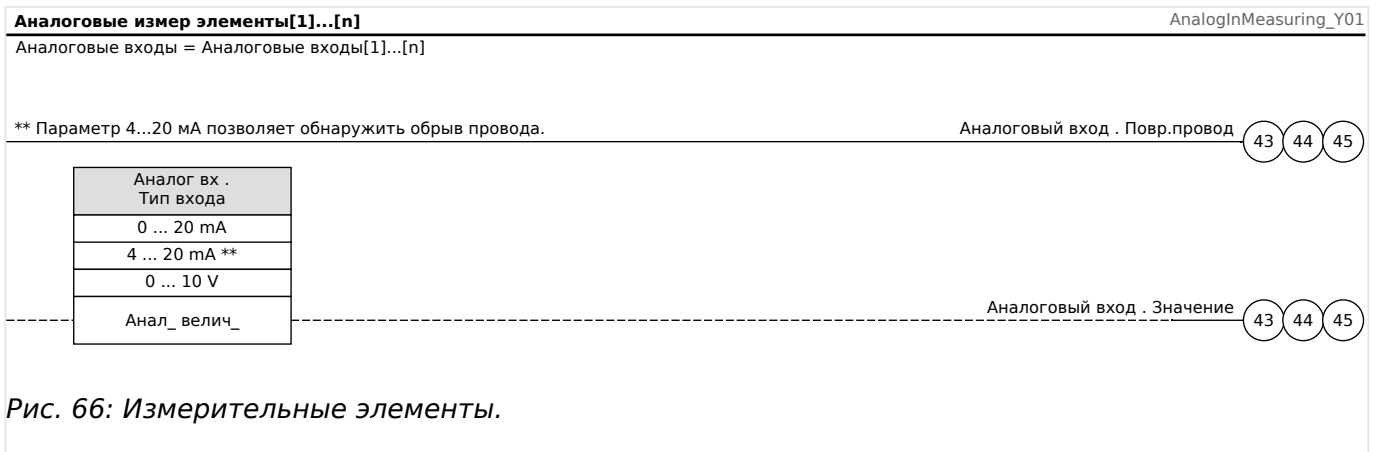 Аналоговые измер элементы[1]...[n]
AnalogInMeasuring_Y01
Аналоговые входы = Аналоговые входы[1]...[n]
** Параметр 4...20 мА позволяет обнаружить обрыв провода.
Аналоговый вход . Повр.провод
43 44 45
Аналог вх .
Тип входа
0 ... 20 mA
4 ... 20 mA **
0 ... 10 V
Анал_ велич_
Аналоговый вход . Значение
43 44 45
Рис. 66: Измерительные элементы.